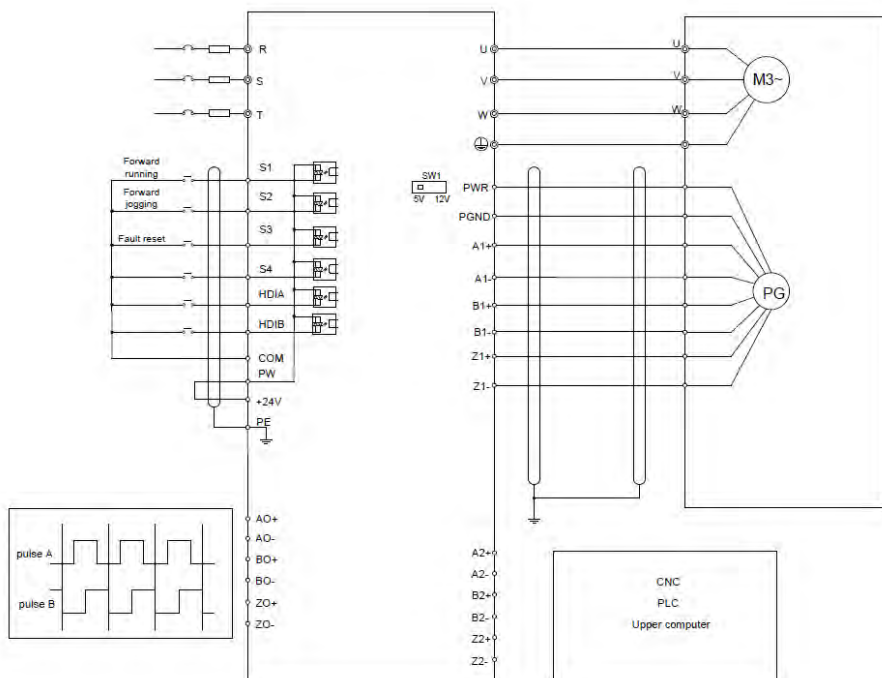 R
S
T
U
V
W
U
V
W
M3~
Forward
running
Forward
jogging
Fault reset
S1
S2
S3
S4
HDIA
HDIB
COM
PW
+24V
PE
SW1
5V 12V
PWR
PGND
A1+
A1-
B1+
B1-
Z1+
Z1-
PG
pulse A
pulse B
AO+
AO-
BO+
BO-
ZO+
ZO-
A2+
A2-
B2+
B2-
Z2+
Z2-
CNC
PLC
Upper computer